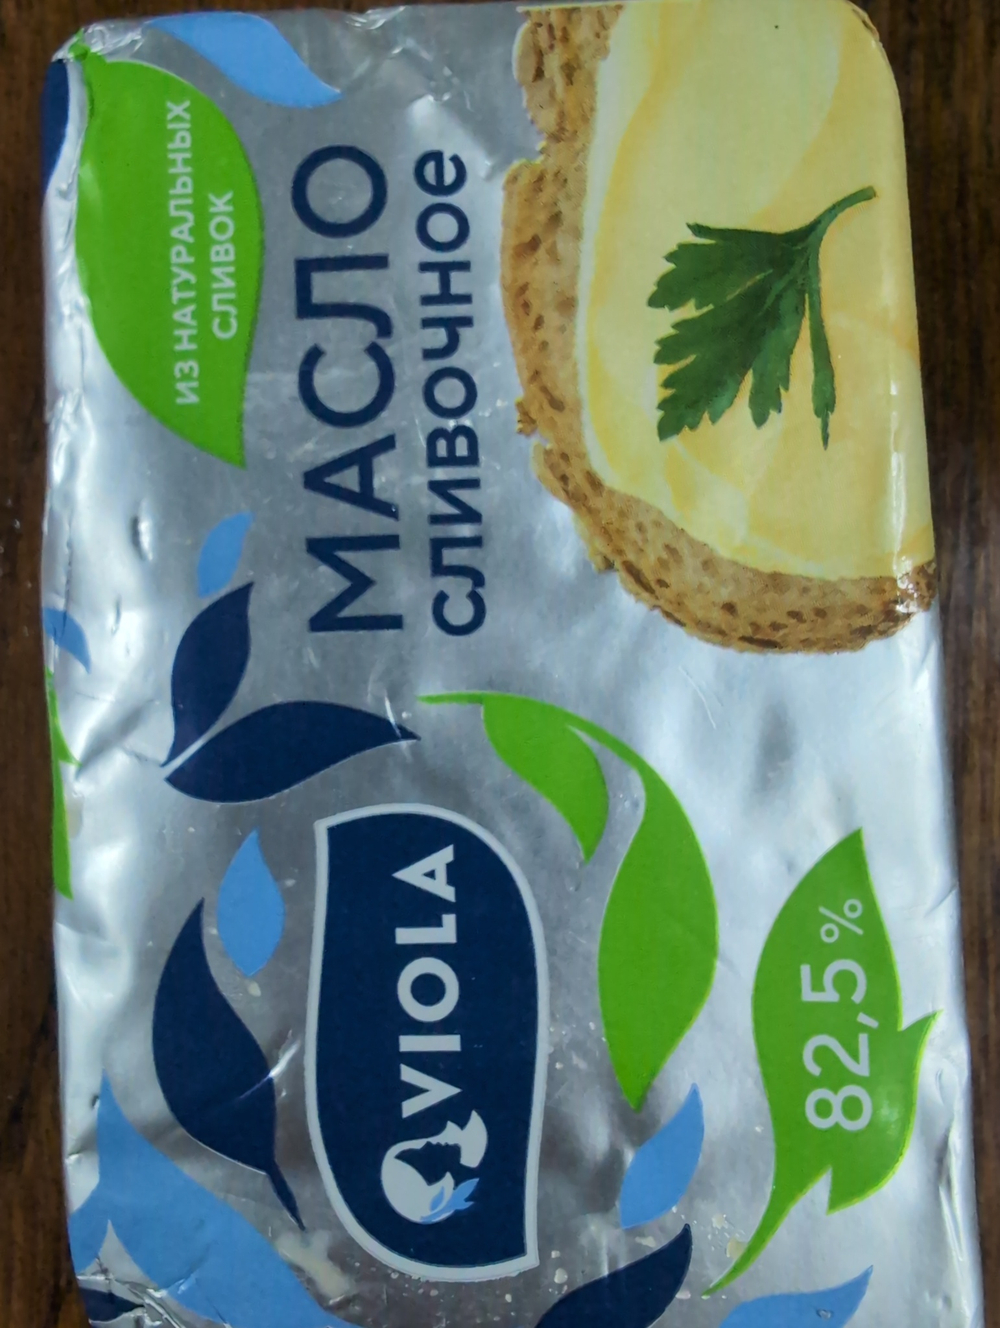 ИЗ НАТУРАЛЬНЫХ
СЛИВОК
МАСЛО
СЛИВОЧНОЕ
VIOLA
82,5%